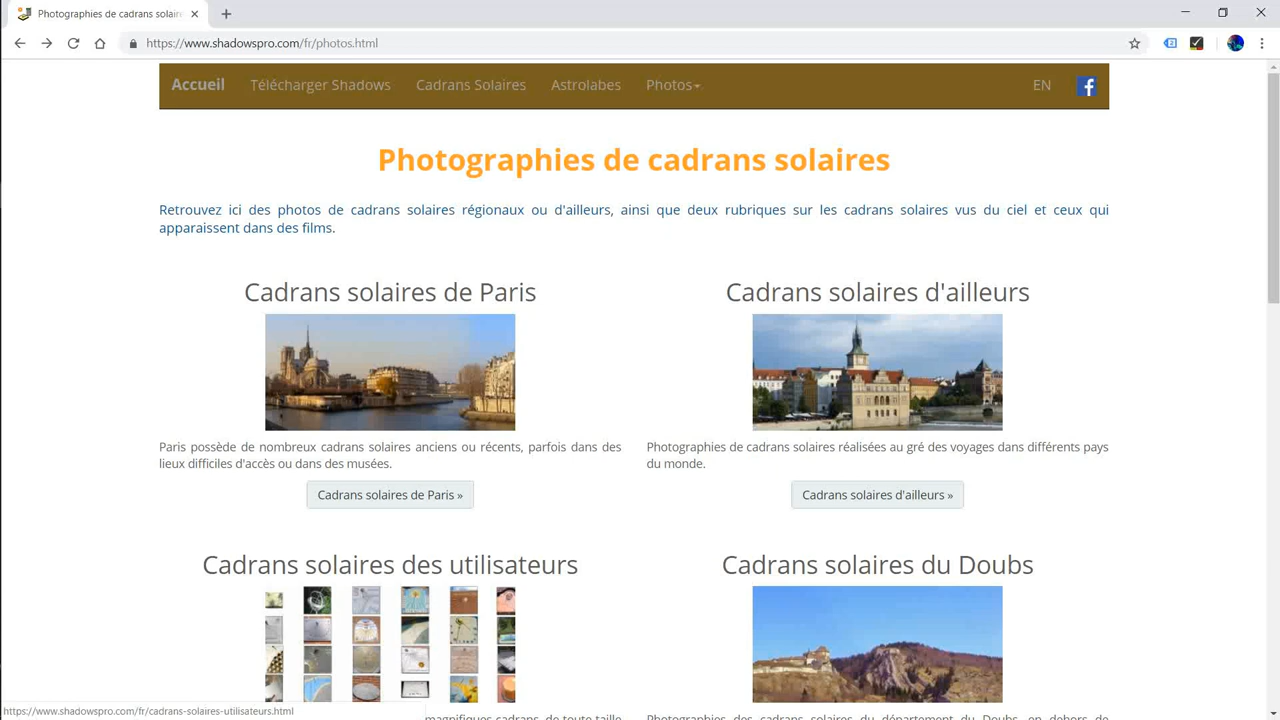 Photographies de cadrans solaire
https://www.shadowspro.com/fr/photos.html
Accueil Télécharger Shadows Cadrans Solaires Astrolabes Photos EN
Photographies de cadrans solaires
Retrouvez ici des photos de cadrans solaires régionaux ou d'ailleurs, ainsi que deux rubriques sur les cadrans solaires vus du ciel et ceux qui
apparaissent dans des films.
Cadrans solaires de Paris
Paris possède de nombreux cadrans solaires anciens ou récents, parfois dans des
lieux difficiles d'accès ou dans des musées.
Cadrans solaires de Paris »
Cadrans solaires d'ailleurs
Photographies de cadrans solaires réalisées au gré des voyages dans différents pays
du monde.
Cadrans solaires d'ailleurs »
Cadrans solaires des utilisateurs
magnifiques cadrans, de toute taille
Cadrans solaires du Doubs
Photographies des cadrans solaires du département du Doubs, en dehors de
https://www.shadowspro.com/fr/cadrans-solaires-utilisateurs.html